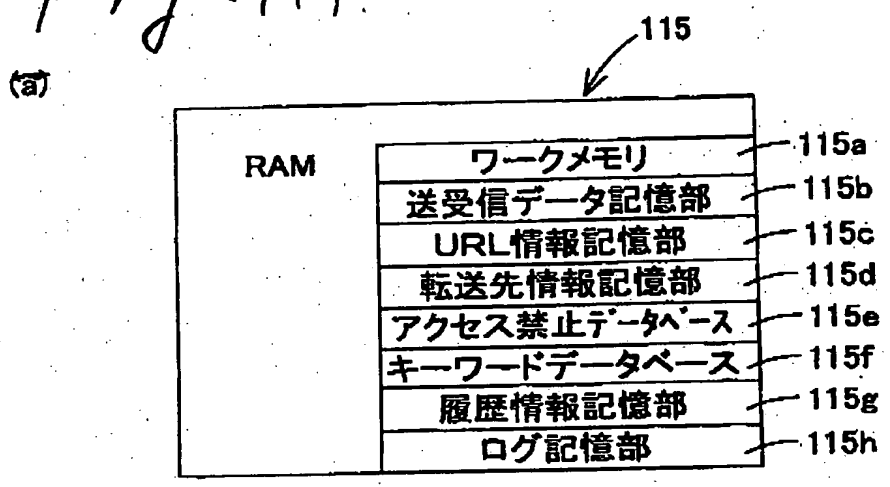 115
(a)
RAM
ワークメモリ 115a
送受信データ記憶部 115b
URL情報記憶部 115c
転送先情報記憶部 115d
アクセス禁止データベース 115e
キーワードデータベース 115f
履歴情報記憶部 115g
ログ記憶部 115h